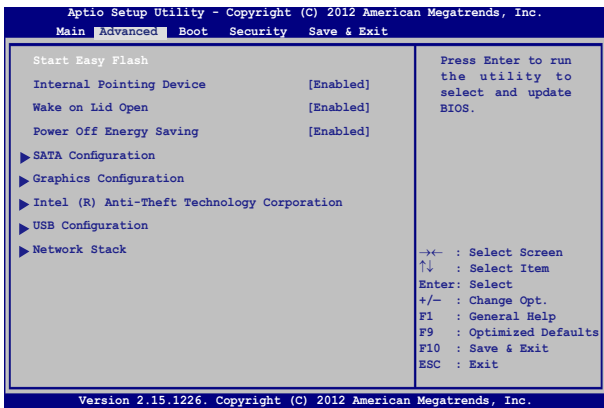 Aptio Setup Utility - Copyright (C) 2012 American Megatrends, Inc.
Main Advanced Boot Security Save & Exit
Start Easy Flash
Internal Pointing Device [Enabled]
Wake on Lid Open [Enabled]
Power Off Energy Saving [Enabled]
SATA Configuration
Graphics Configuration
Intel (R) Anti-Theft Technology Corporation
USB Configuration
Network Stack
Press Enter to run
the utility to
select and update
BIOS.
→← : Select Screen
↑↓ : Select Item
Enter: Select
+/— : Change Opt.
F1 : General Help
F9 : Optimized Defaults
F10 : Save & Exit
ESC : Exit
Version 2.15.1226. Copyright (C) 2012 American Megatrends, Inc.